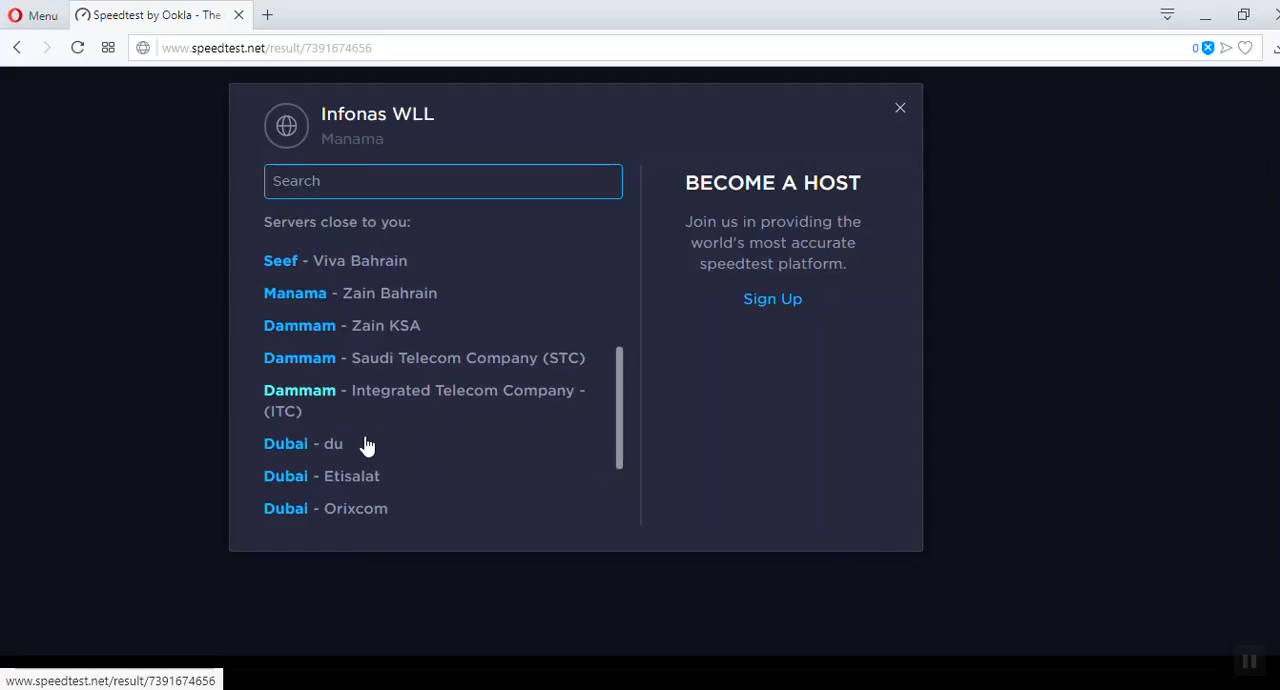 Menu
Speedtest by Ookla - The
www.speedtest.net/result/7391674656
0
Infonas WLL
Manama
Search
Servers close to you:
Seef - Viva Bahrain
Manama - Zain Bahrain
Dammam - Zain KSA
Dammam - Saudi Telecom Company (STC)
Dammam - Integrated Telecom Company -
(ITC)
Dubai - du
Dubai - Etisalat
Dubai - Orixcom
BECOME A HOST
Join us in providing the
world's most accurate
speedtest platform.
Sign Up
www.speedtest.net/result/7391674656